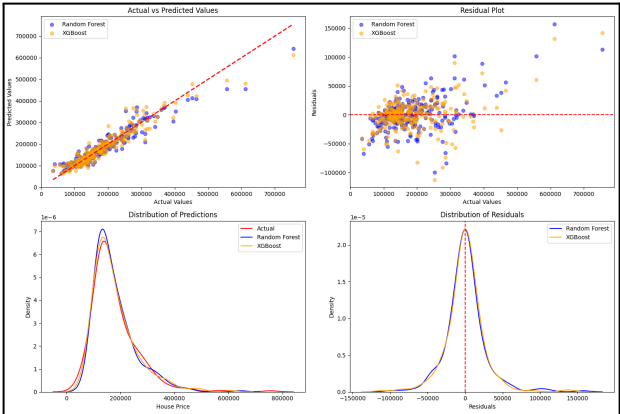 Actual vs Predicted Values
Random Forest
XGBoost
700000
600000
500000
400000
300000
200000
100000
0
Predicted Values
0 100000 200000 300000 400000 500000 600000 700000
Actual Values
Residual Plot
Random Forest
XGBoost
150000
100000
50000
0
−50000
−100000
Residuals
0 100000 200000 300000 400000 500000 600000 700000
Actual Values
Distribution of Predictions
1e−6
Actual
Random Forest
XGBoost
7
6
5
4
3
2
1
0
Density
0 200000 400000 600000 800000
House Price
Distribution of Residuals
1e−5
Random Forest
XGBoost
2.0
1.5
1.0
0.5
0.0
Density
−150000 −100000 −50000 0 50000 100000 150000
Residuals